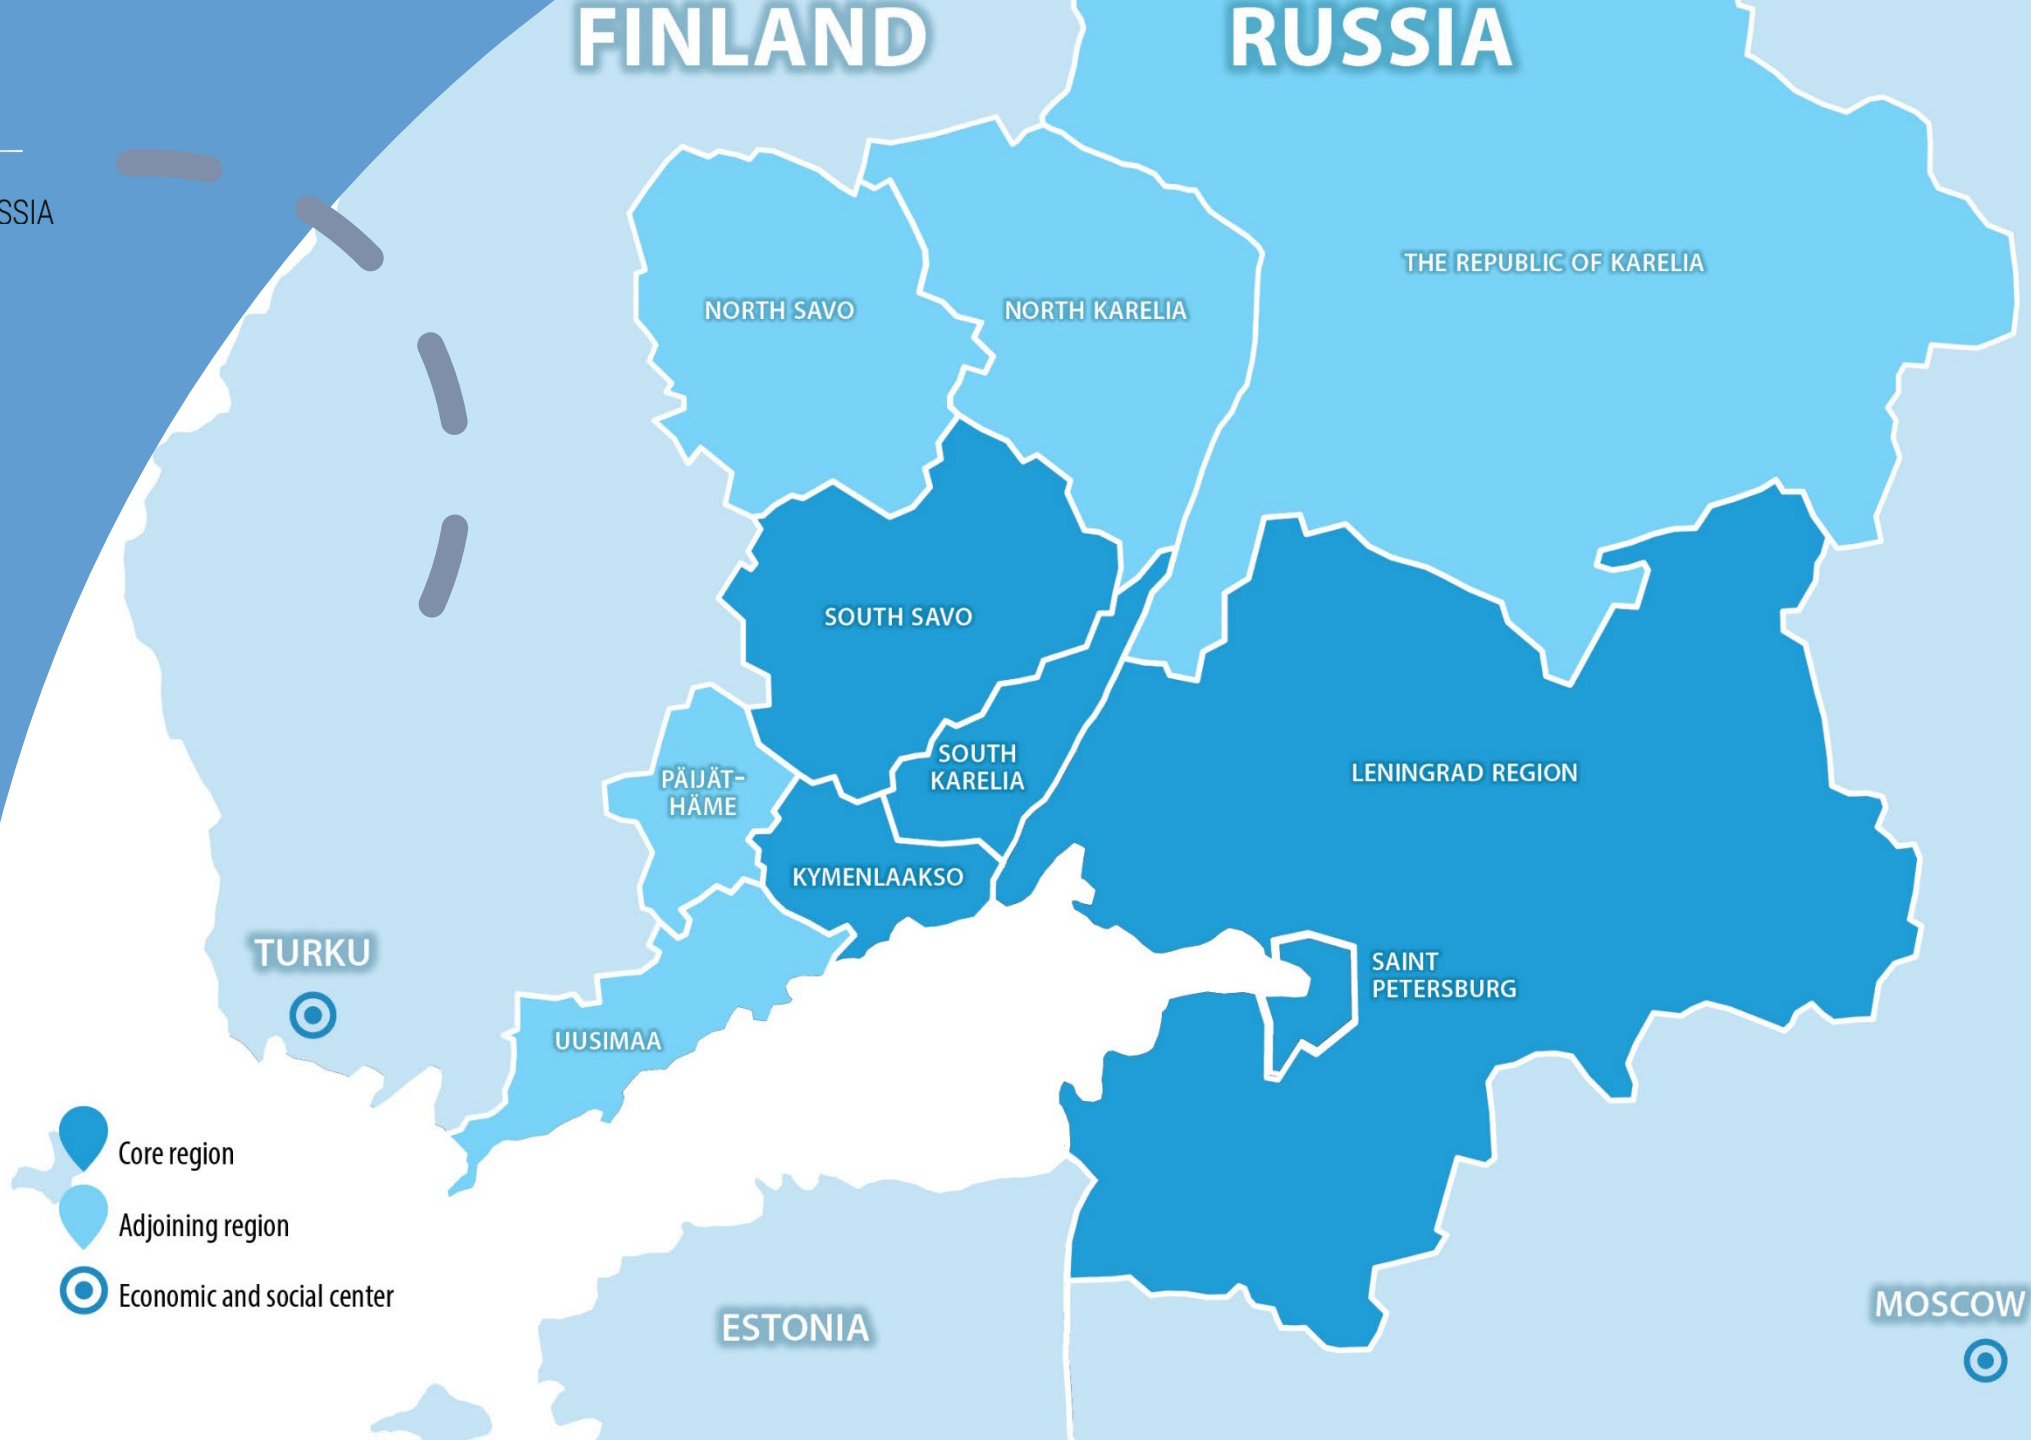 FINLAND
RUSSIA
SSIA
THE REPUBLIC OF KARELIA
NORTH SAVO
NORTH KARELIA
SOUTH SAVO
SOUTH
KARELIA
LENINGRAD REGION
PÄIJÄT-
HÄME
KYMENLAAKSO
TURKU
SAINT
PETERSBURG
UUSIMAA
Core region
Adjoining region
Economic and social center
ESTONIA
MOSCOW